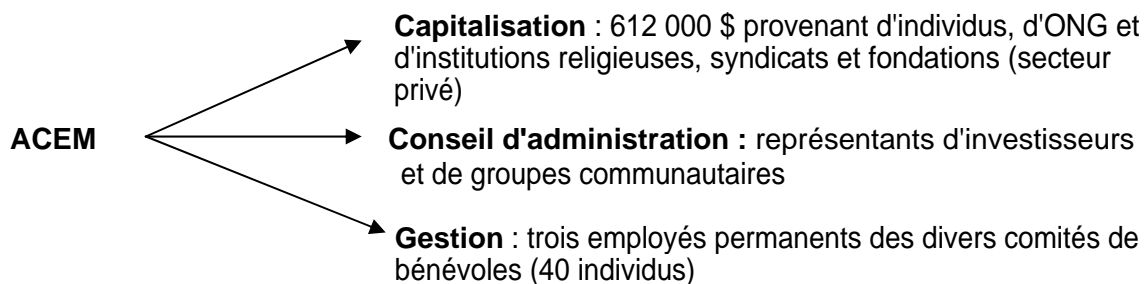 Capitalisation : 612 000 $ provenant d'individus, d'ONG et
d'institutions religieuses, syndicats et fondations (secteur
privé)
ACEM
Conseil d'administration : représentants d'investisseurs
et de groupes communautaires
Gestion : trois employés permanents des divers comités de
bénévoles (40 individus)